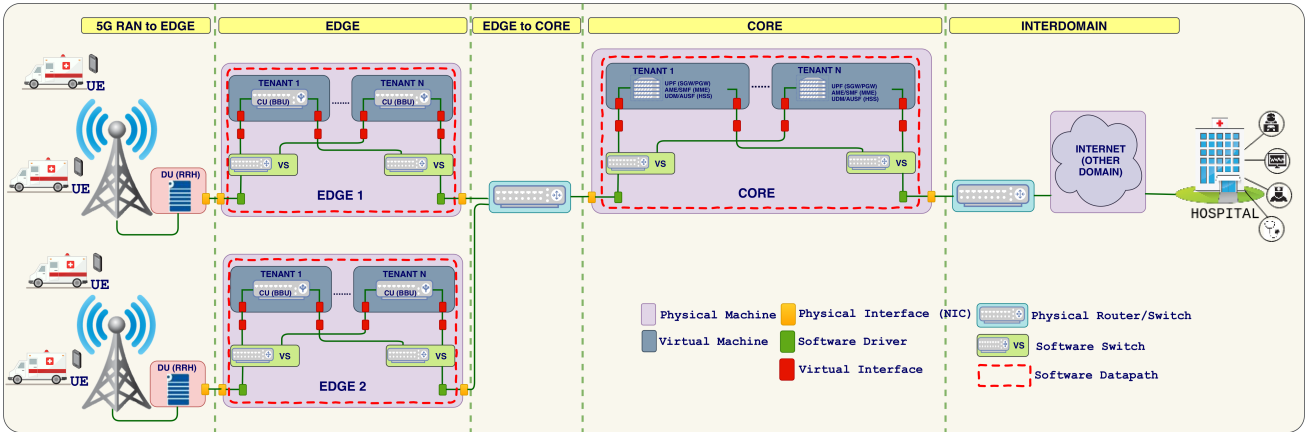 5G RAN to EDGE
EDGE
EDGE to CORE
CORE
INTERDOMAIN
UE
UE
DU (RRH)
TENANT 1
CU (BBU)
.......
TENANT N
CU (BBU)
VS
VS
EDGE 1
TENANT 1
UPF (SGW/PGW)
AME/SMF (MME)
UDM/AUSF (HSS)
......
TENANT N
UPF (SGW/PGW)
AME/SMF (MME)
UDM/AUSF (HSS)
VS
VS
CORE
INTERNET
(OTHER
DOMAIN)
HOSPITAL
UE
UE
DU (RRH)
TENANT 1
CU (BBU)
.......
TENANT N
CU (BBU)
VS
VS
EDGE 2
Physical Machine
Physical Interface (NIC)
Physical Router/Switch
Virtual Machine
Software Driver
VS
Software Switch
Virtual Interface
Software Datapath